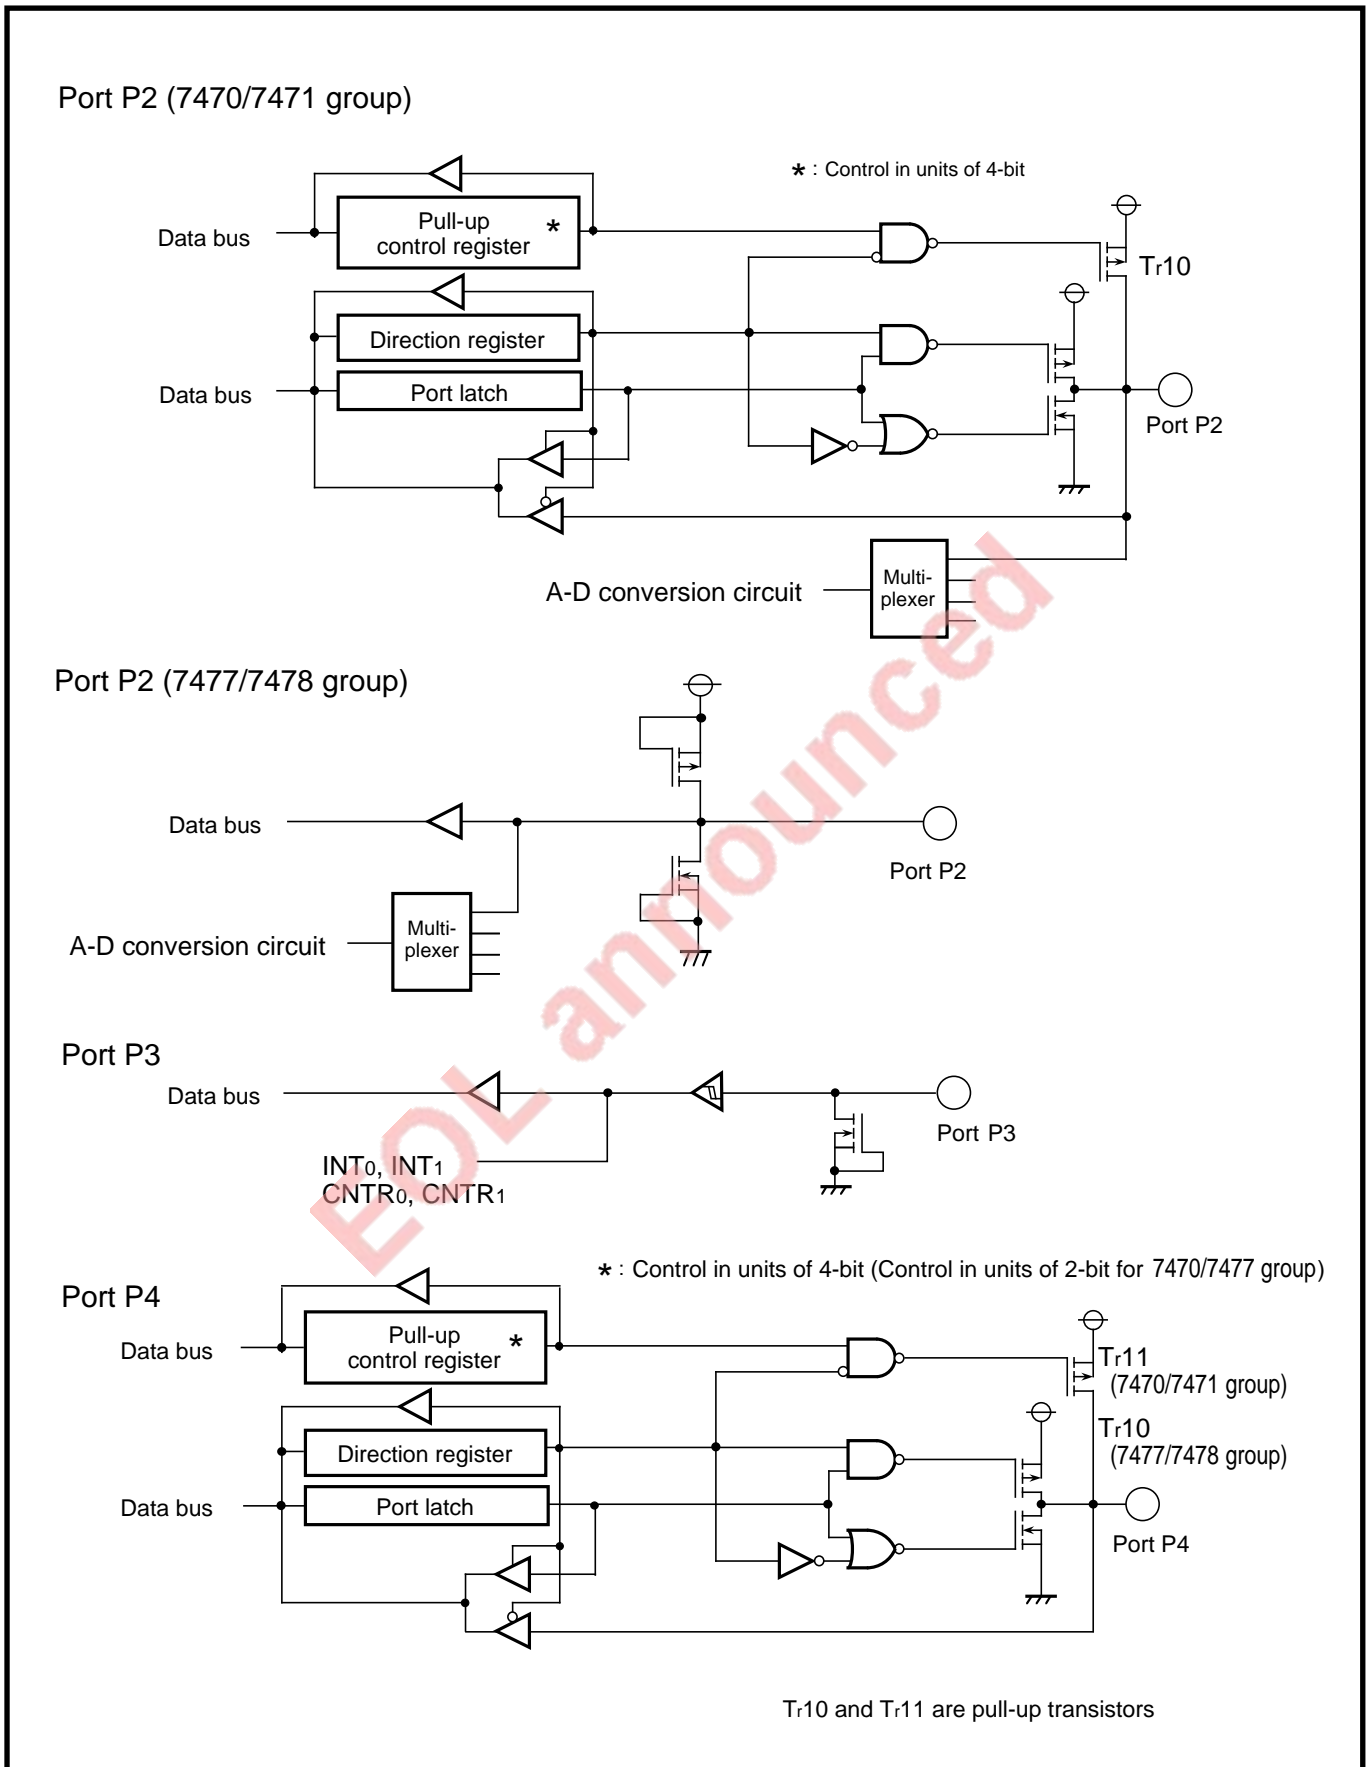 Port P2 (7470/7471 group)
* : Control in units of 4-bit
Data bus
Pull-up
control register *
Tr10
Direction register
Data bus
Port latch
Port P2
A-D conversion circuit
Multi-
plexer
Port P2 (7477/7478 group)
Data bus
Port P2
A-D conversion circuit
Multi-
plexer
Port P3
Data bus
Port P3
INT0, INT1
CNTR0, CNTR1
* : Control in units of 4-bit (Control in units of 2-bit for 7470/7477 group)
Port P4
Data bus
Pull-up
control register *
Tr11
(7470/7471 group)
Tr10
(7477/7478 group)
Direction register
Data bus
Port latch
Port P4
Tr10 and Tr11 are pull-up transistors
EOL announced